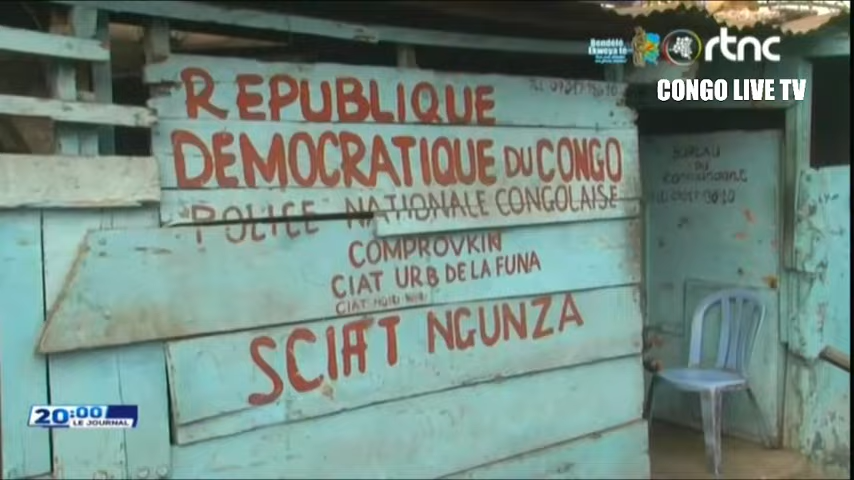 rtnc
CONGO LIVE TV
REPUBLIQUE
DEMOCRATIQUE DU CONGO
POLICE NATIONALE CONGOLAISE
COMPROVKIN
CIAT URB DE LA FUNA
CIAT
SCIAT NGUNZA
BUREAU
DU
COMMANDANT
20:00
LE JOURNAL